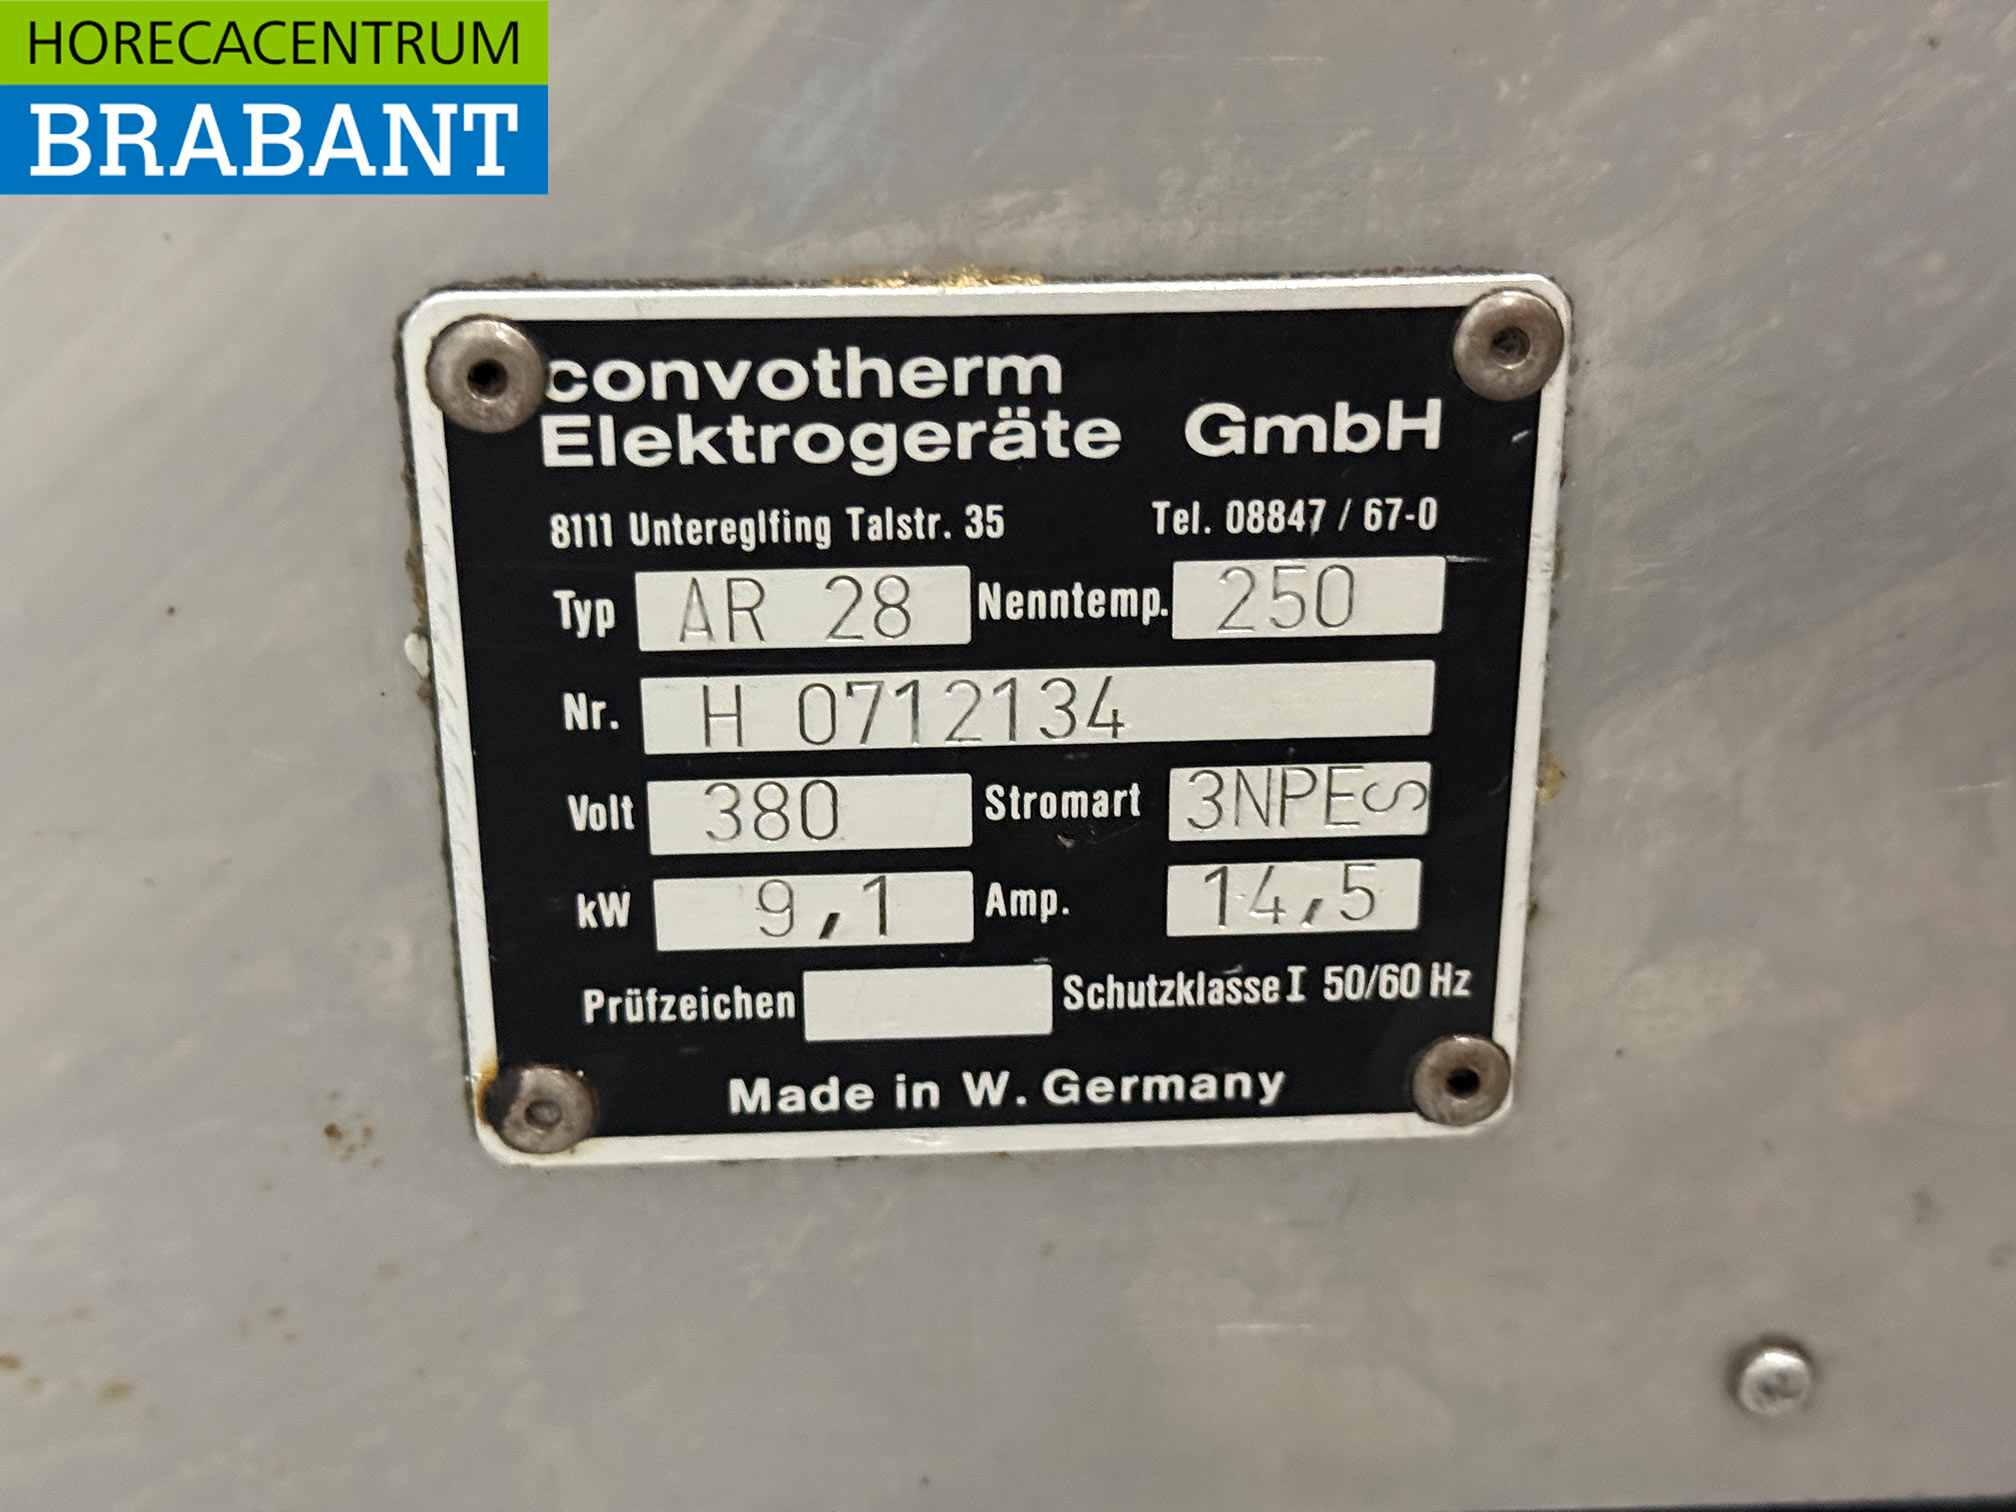 HORECACENTRUM
BRABANT
convotherm
Elektrogeräte GmbH
8111 Untereglfing Talstr. 35 Tel. 08847 / 67-0
Typ AR 28 Nenntemp. 250
Nr. H 0712134
Volt 380 Stromart 3NPE∽
kW 9,1 Amp. 14,5
Prüfzeichen Schutzklasse I 50/60 Hz
Made in W. Germany